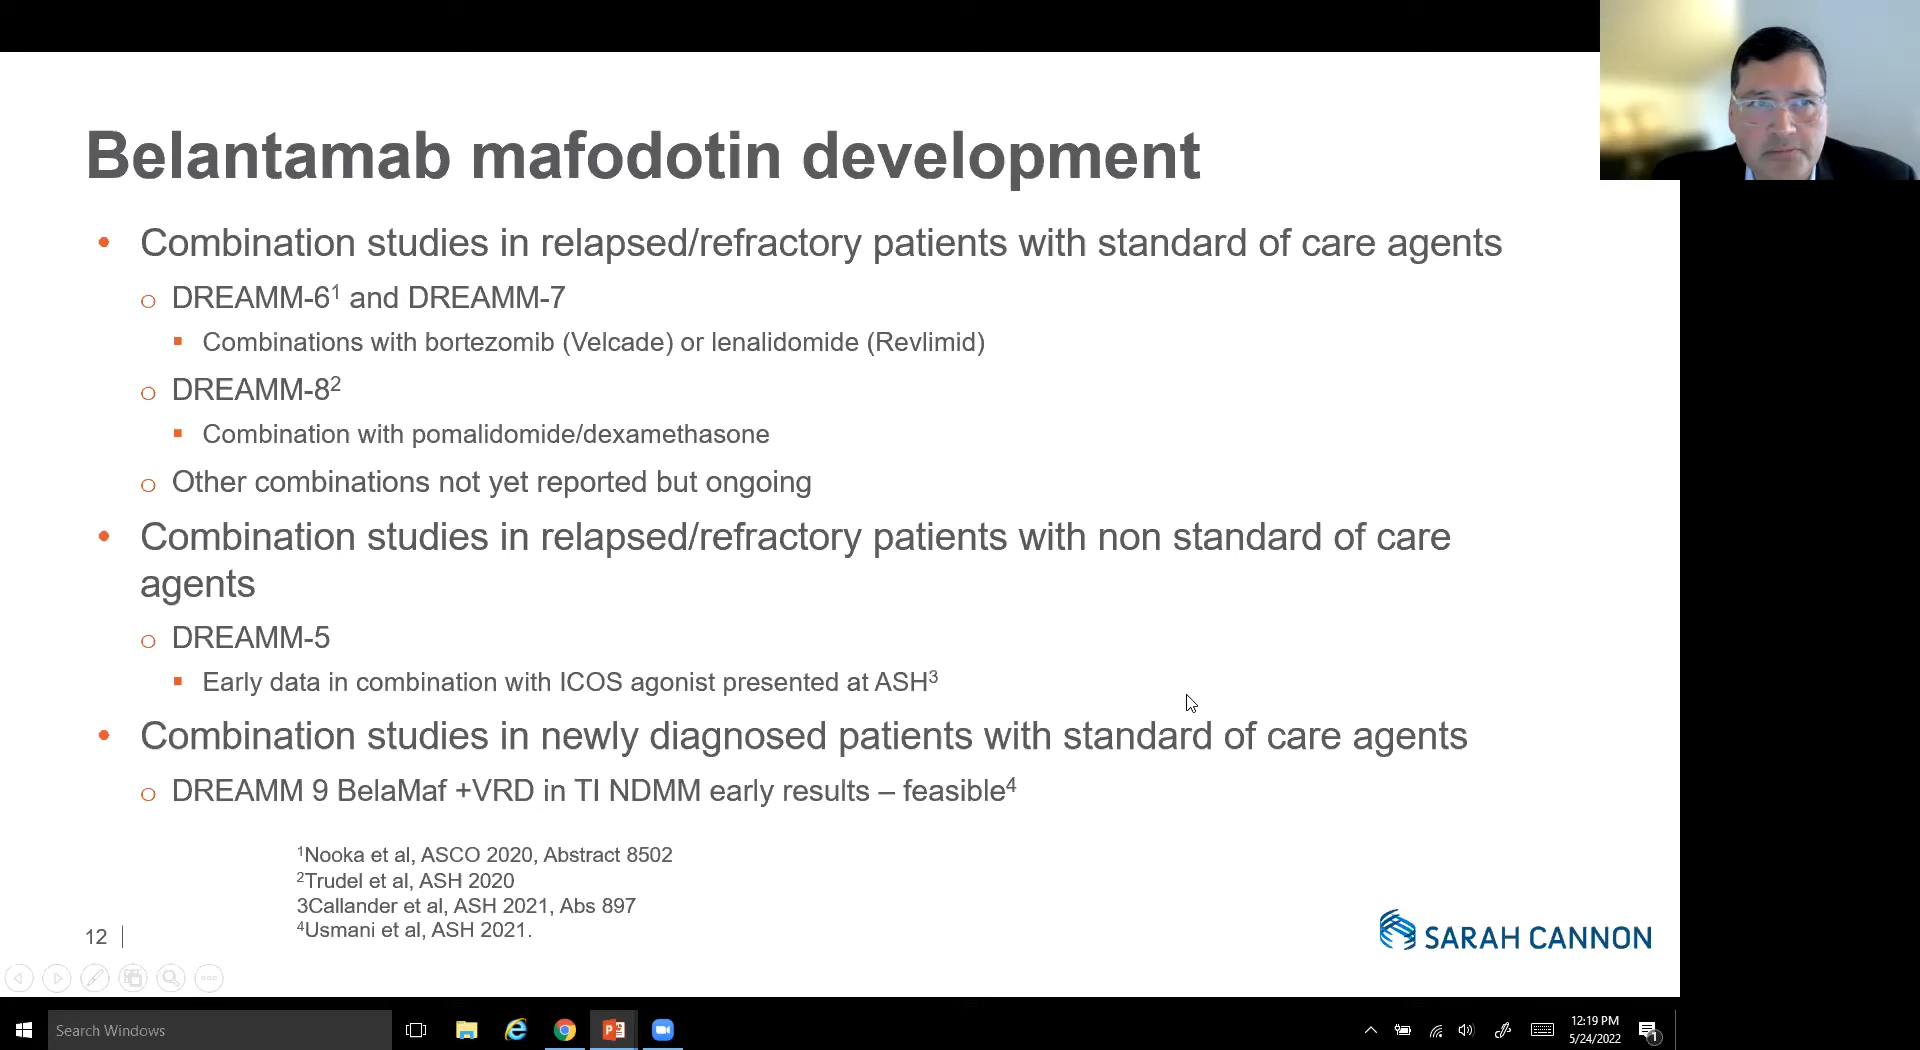 Belantamab mafodotin development
• Combination studies in relapsed/refractory patients with standard of care agents
o DREAMM-6¹ and DREAMM-7
▪ Combinations with bortezomib (Velcade) or lenalidomide (Revlimid)
o DREAMM-8²
▪ Combination with pomalidomide/dexamethasone
o Other combinations not yet reported but ongoing
• Combination studies in relapsed/refractory patients with non standard of care
agents
o DREAMM-5
▪ Early data in combination with ICOS agonist presented at ASH³
• Combination studies in newly diagnosed patients with standard of care agents
o DREAMM 9 BelaMaf +VRD in TI NDMM early results – feasible⁴
¹Nooka et al, ASCO 2020, Abstract 8502
²Trudel et al, ASH 2020
3Callander et al, ASH 2021, Abs 897
⁴Usmani et al, ASH 2021.
12
SARAH CANNON
Search Windows
12:19 PM
5/24/2022
1